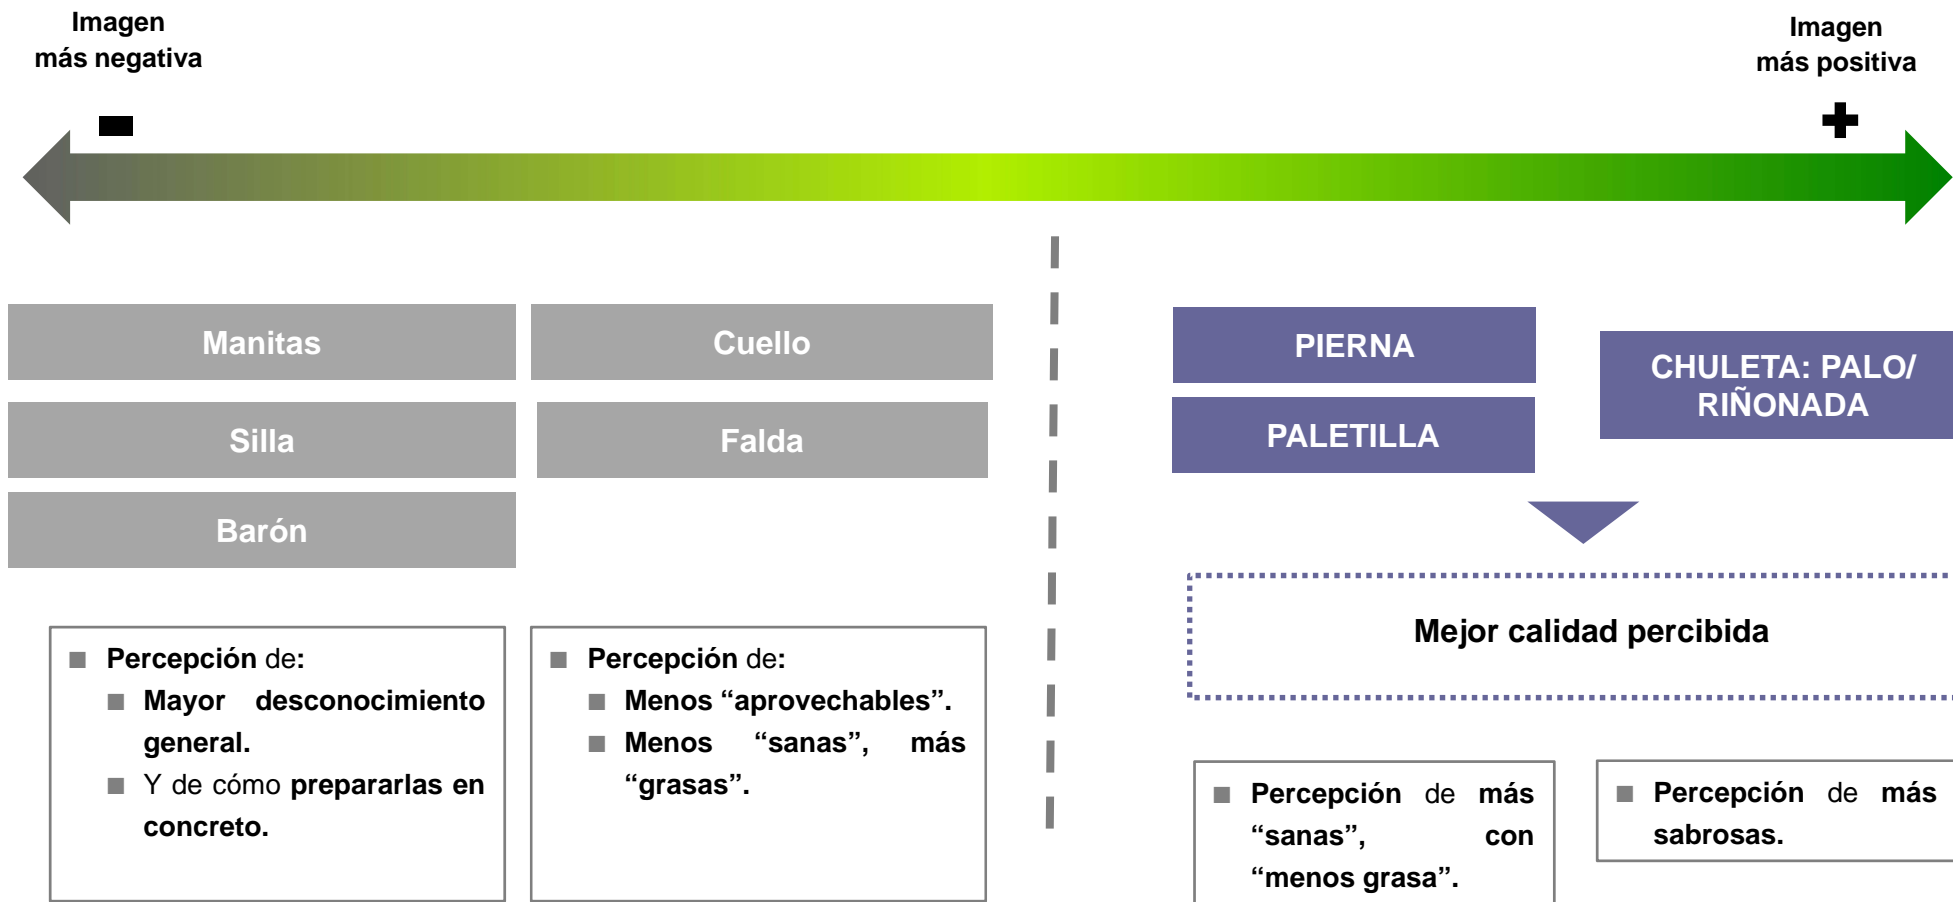 Imagen
más negativa
Imagen
más positiva
Manitas
Silla
Barón
Cuello
Falda
PIERNA
PALETILLA
CHULETA: PALO/
RIÑONADA
Mejor calidad percibida
Percepción de:
Mayor desconocimiento
general.
Y de cómo prepararlas en
concreto.
Percepción de:
Menos “aprovechables”.
Menos “sanas”, más
“grasas”.
Percepción de más
“sanas”, con
“menos grasa”.
Percepción de más
sabrosas.